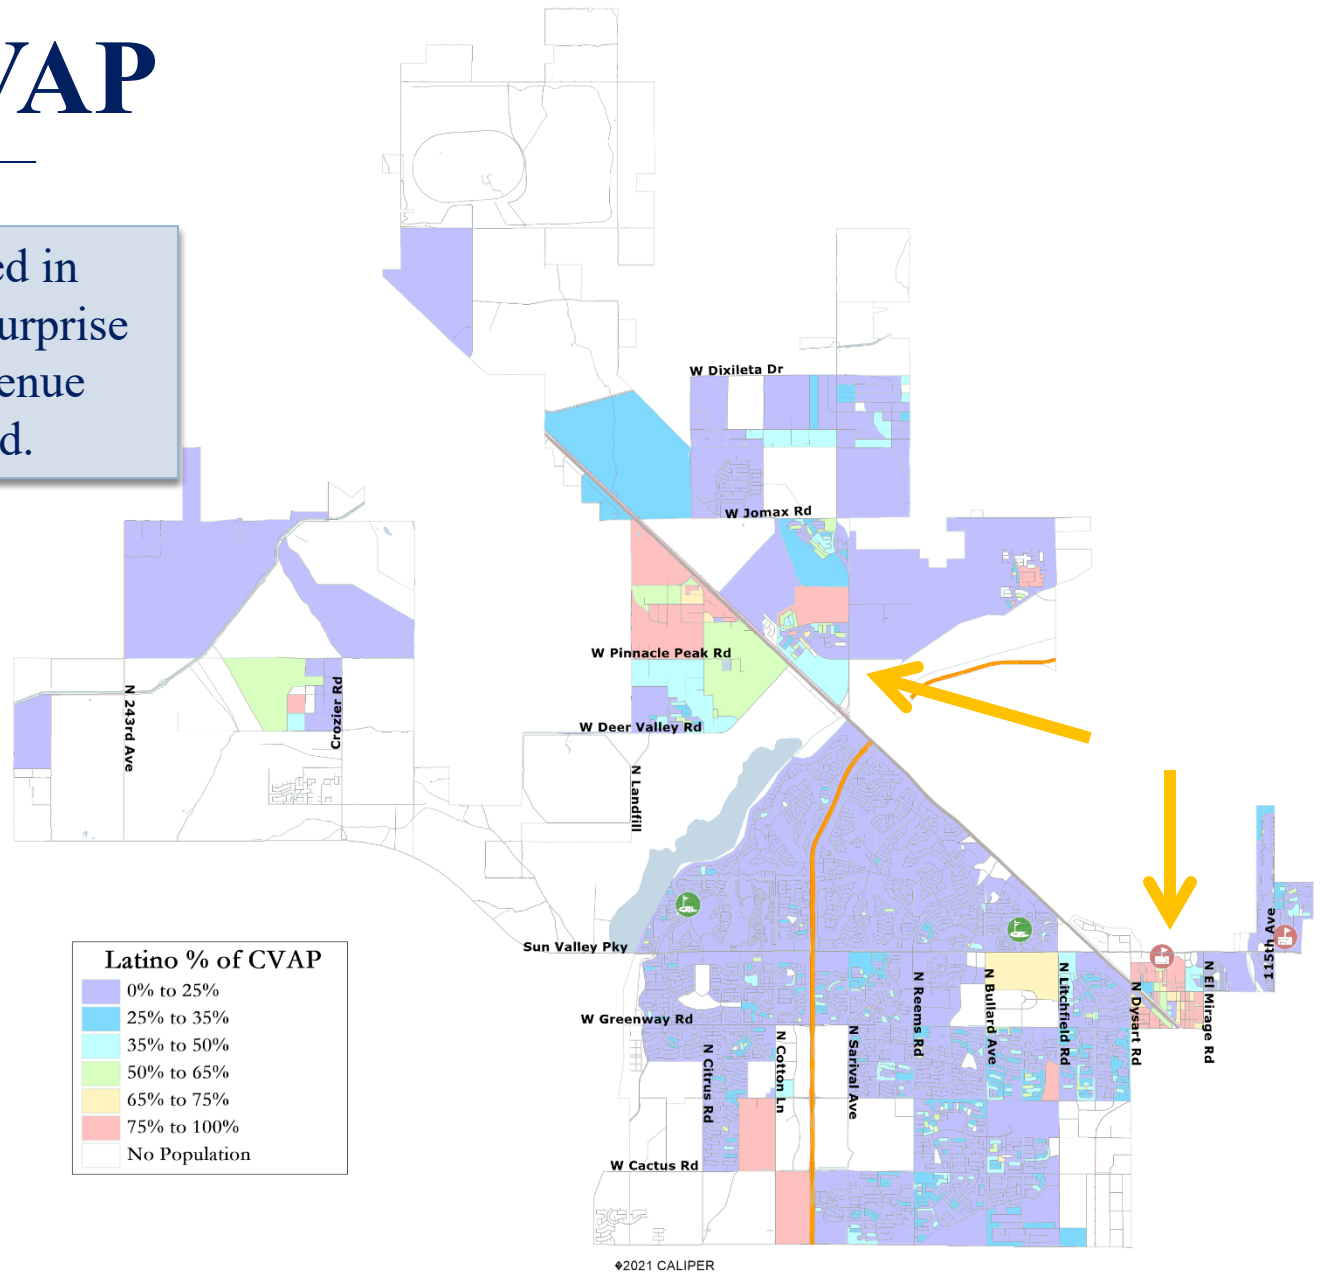 VAP
ed in
urprise
enue
d.
W Dixileta Dr
W Jomax Rd
W Pinnacle Peak Rd
W Deer Valley Rd
N 243rd Ave
Crozier Rd
N Landfill
Sun Valley Pky
115th Ave
W Greenway Rd
N Citrus Rd
N Cotton Ln
N Sarival Ave
N Reems Rd
N Bullard Ave
N Litchfield Rd
N Dysart Rd
N El Mirage Rd
W Cactus Rd
Latino % of CVAP
0% to 25%
25% to 35%
35% to 50%
50% to 65%
65% to 75%
75% to 100%
No Population
�2021 CALIPER